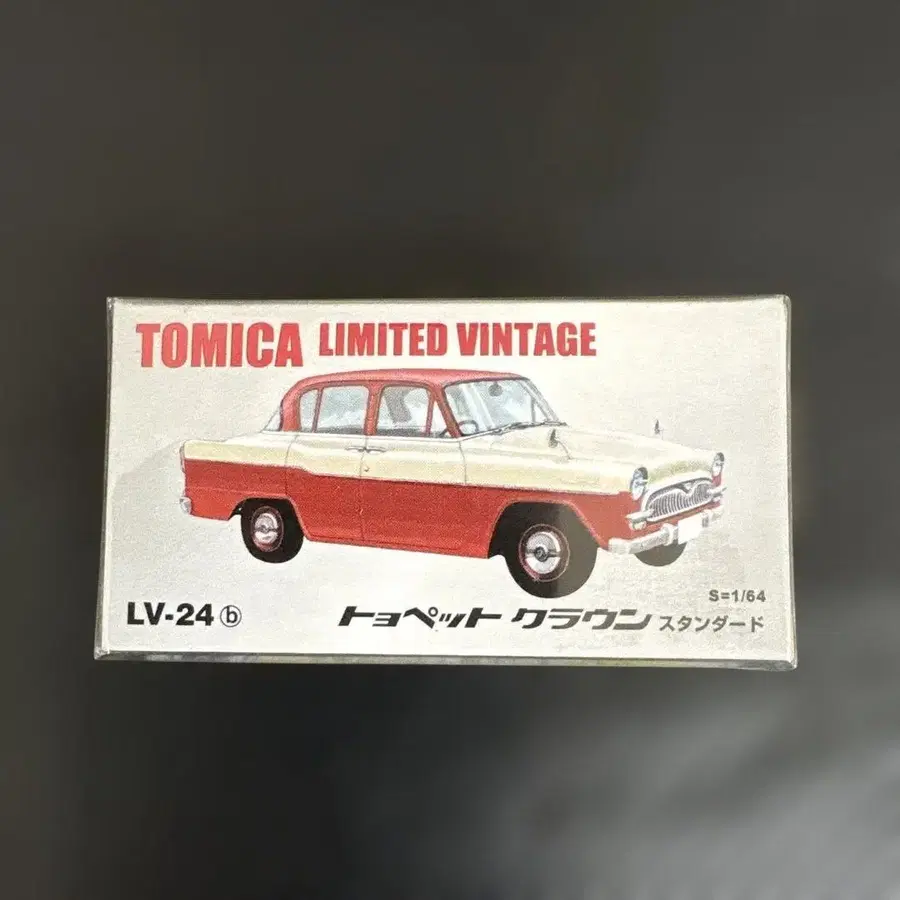 TOMICA LIMITED VINTAGE
S=1/64
LV-24 ⓑ トヨペット クラウン スタンダード